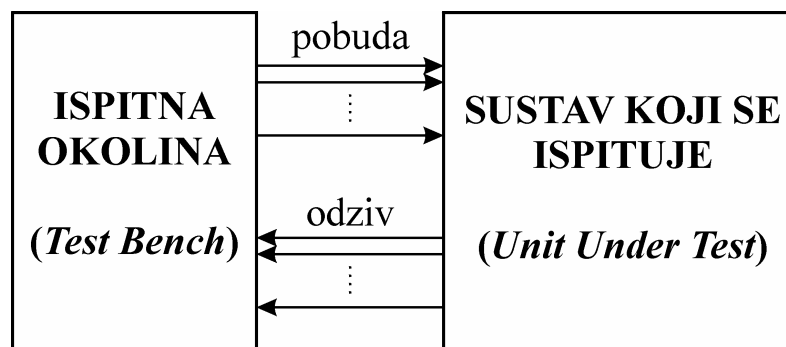 pobuda
ISPITNA
OKOLINA
(Test Bench)
SUSTAV KOJI SE
ISPITUJE
(Unit Under Test)
odziv